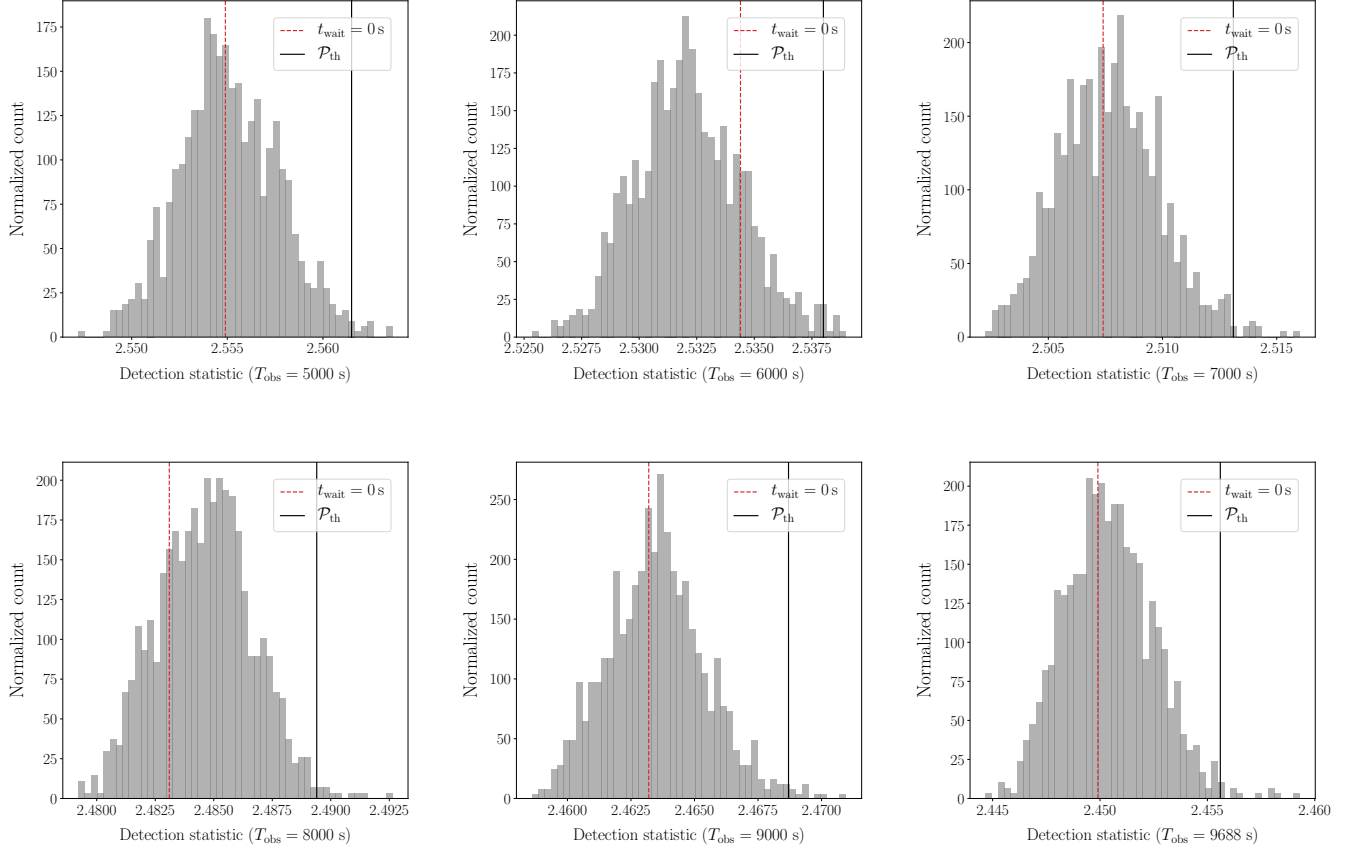 175
150
125
100
75
50
25
0
Normalized count
2.550 2.555 2.560
Detection statistic (T_obs = 5000 s)
t_wait = 0 s
𝒫_th
200
175
150
125
100
75
50
25
0
Normalized count
2.5250 2.5275 2.5300 2.5325 2.5350 2.5375
Detection statistic (T_obs = 6000 s)
t_wait = 0 s
𝒫_th
200
150
100
50
0
Normalized count
2.505 2.510 2.515
Detection statistic (T_obs = 7000 s)
t_wait = 0 s
𝒫_th
200
175
150
125
100
75
50
25
0
Normalized count
2.4800 2.4825 2.4850 2.4875 2.4900 2.4925
Detection statistic (T_obs = 8000 s)
t_wait = 0 s
𝒫_th
250
200
150
100
50
0
Normalized count
2.4600 2.4625 2.4650 2.4675 2.4700
Detection statistic (T_obs = 9000 s)
t_wait = 0 s
𝒫_th
200
175
150
125
100
75
50
25
0
Normalized count
2.445 2.450 2.455 2.460
Detection statistic (T_obs = 9688 s)
t_wait = 0 s
𝒫_th